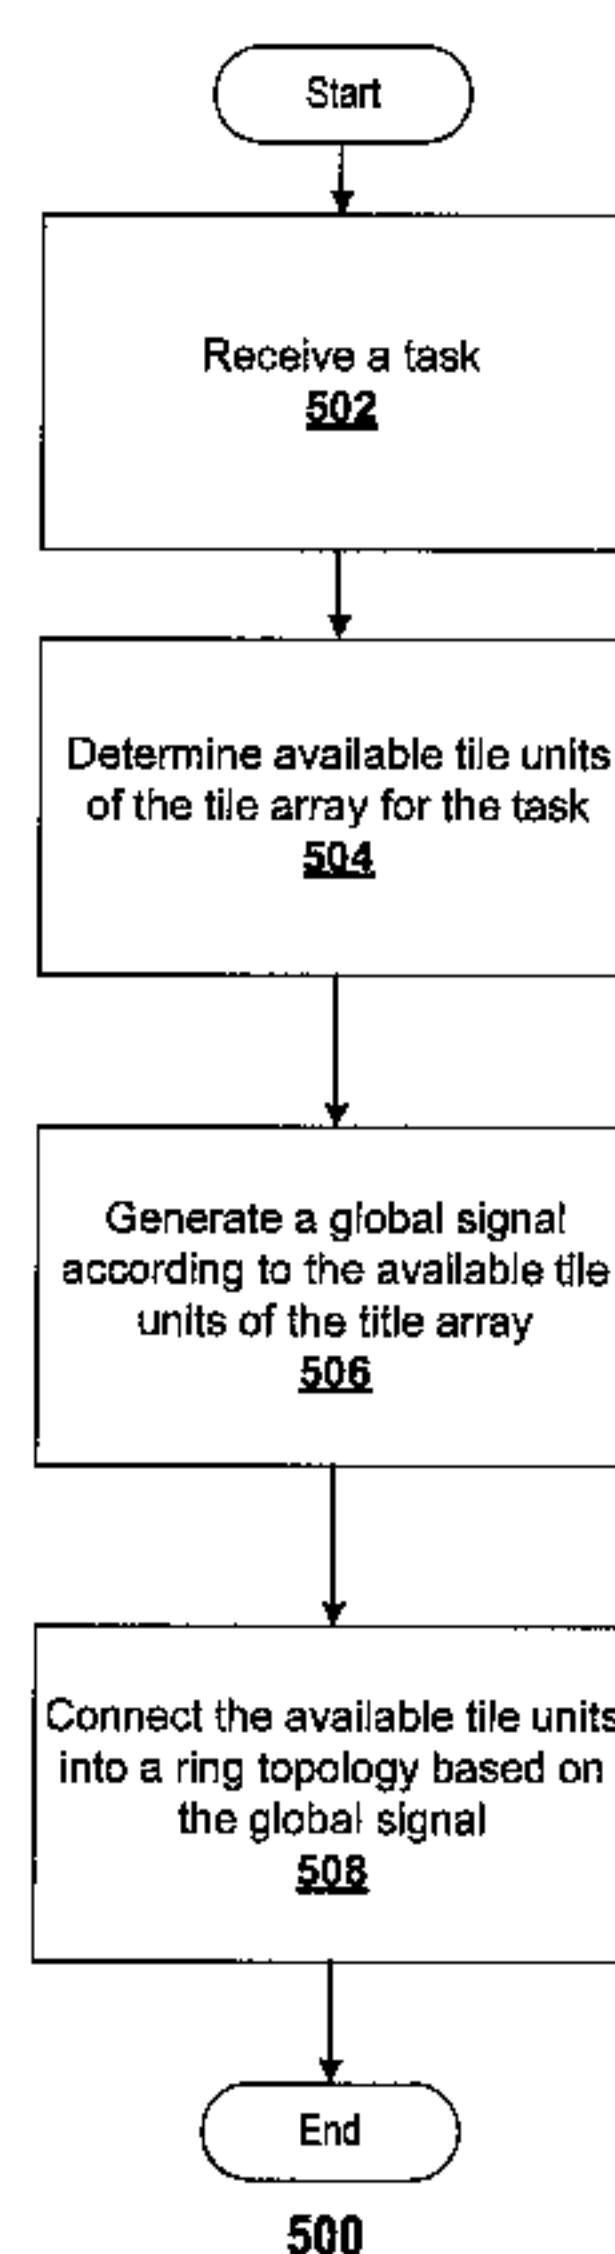 Start
Receive a task
502
Determine available tile units
of the tile array for the task
504
Generate a global signal
according to the available tile
units of the title array
506
Connect the available tile units
into a ring topology based on
the global signal
508
End
500